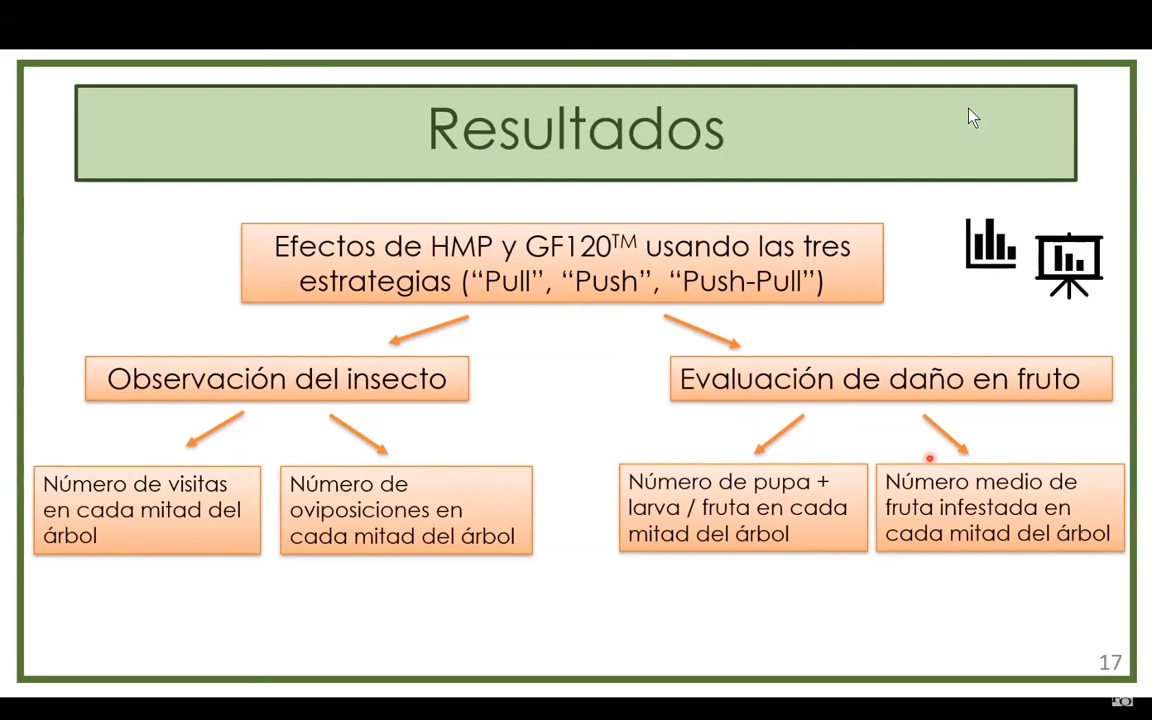 Resultados
Efectos de HMP y GF120™ usando las tres
estrategias (“Pull”, “Push”, “Push-Pull”)
Observación del insecto
Evaluación de daño en fruto
Número de visitas
en cada mitad del
árbol
Número de
oviposiciones en
cada mitad del árbol
Número de pupa +
larva / fruta en cada
mitad del árbol
Número medio de
fruta infestada en
cada mitad del árbol
17